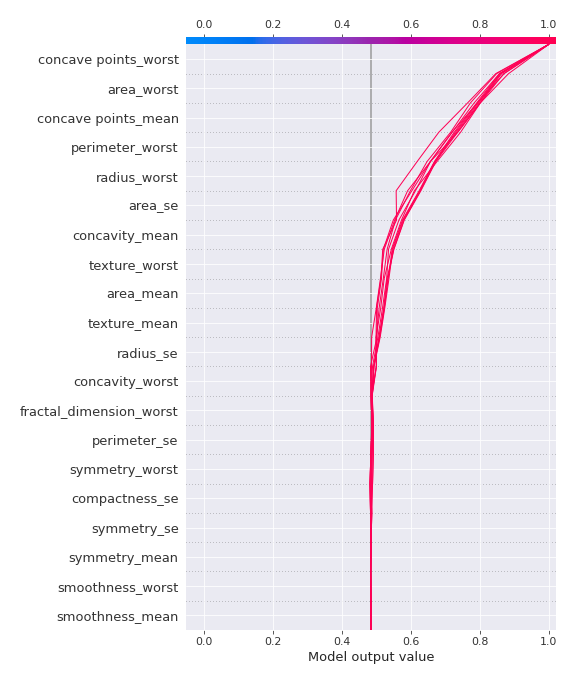 0.0 0.2 0.4 0.6 0.8 1.0
concave points_worst
area_worst
concave points_mean
perimeter_worst
radius_worst
area_se
concavity_mean
texture_worst
area_mean
texture_mean
radius_se
concavity_worst
fractal_dimension_worst
perimeter_se
symmetry_worst
compactness_se
symmetry_se
symmetry_mean
smoothness_worst
smoothness_mean
0.0 0.2 0.4 0.6 0.8 1.0
Model output value